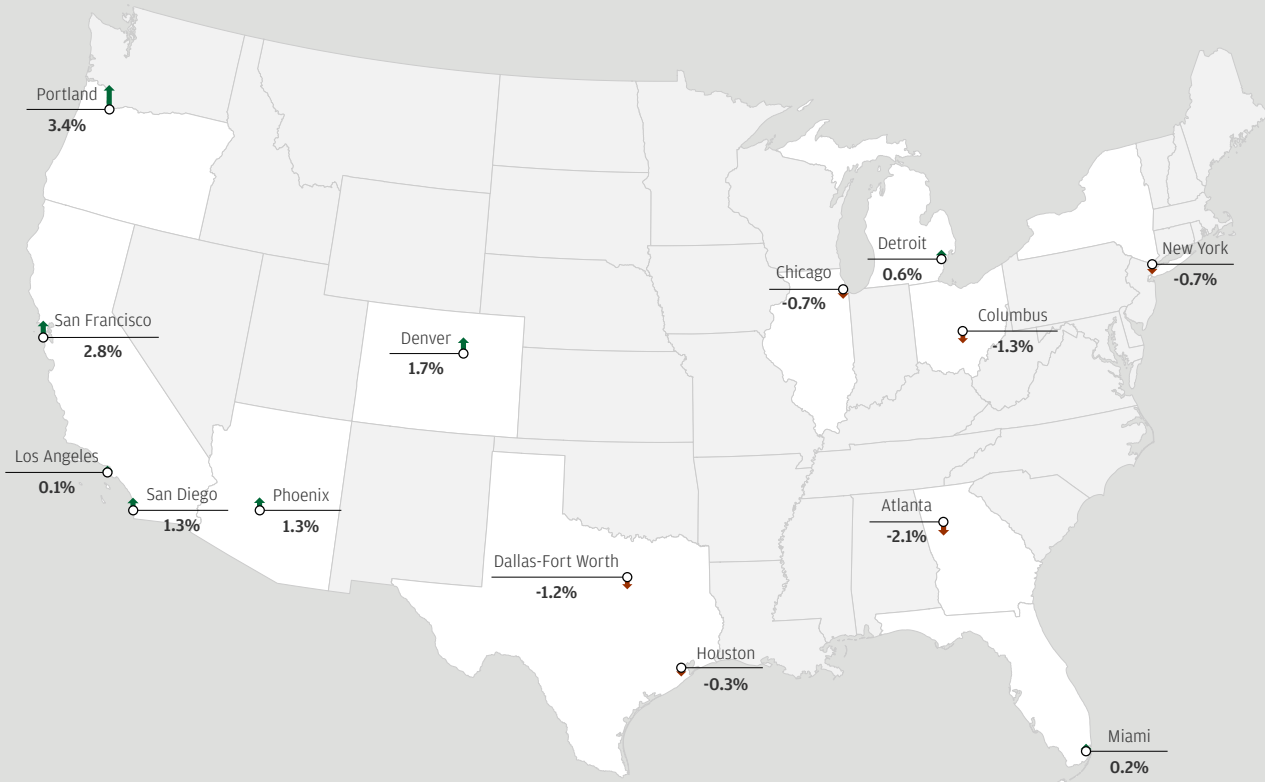 Portland
3.4%
Detroit
0.6%
New York
-0.7%
Chicago
-0.7%
Columbus
-1.3%
San Francisco
2.8%
Denver
1.7%
Los Angeles
0.1%
San Diego
1.3%
Phoenix
1.3%
Atlanta
-2.1%
Dallas-Fort Worth
-1.2%
Houston
-0.3%
Miami
0.2%